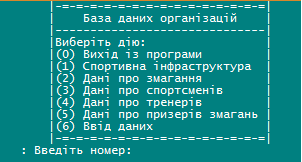 |=-=-=-=-=-=-=-=-=-=-=-=-=-=|
| База даних організацій |
|---------------------------|
|Виберіть дію:
|(0) Вихід із програми
|(1) Спортивна інфраструктура
|(2) Дані про змагання
|(3) Дані про спортсменів
|(4) Дані про тренерів
|(5) Дані про призерів змагань
|(6) Ввід даних
|=-=-=-=-=-=-=-=-=-=-=-=-=-=|
: Введіть номер: